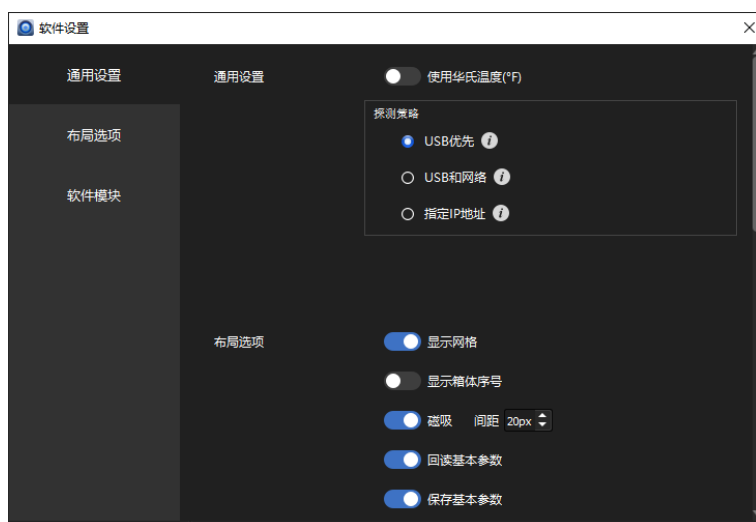 软件设置
通用设置
布局选项
软件模块
通用设置
使用华氏温度(°F)
探测策略
USB优先
USB和网络
指定IP地址
布局选项
显示网格
显示箱体序号
磁吸 间距 20px
回读基本参数
保存基本参数